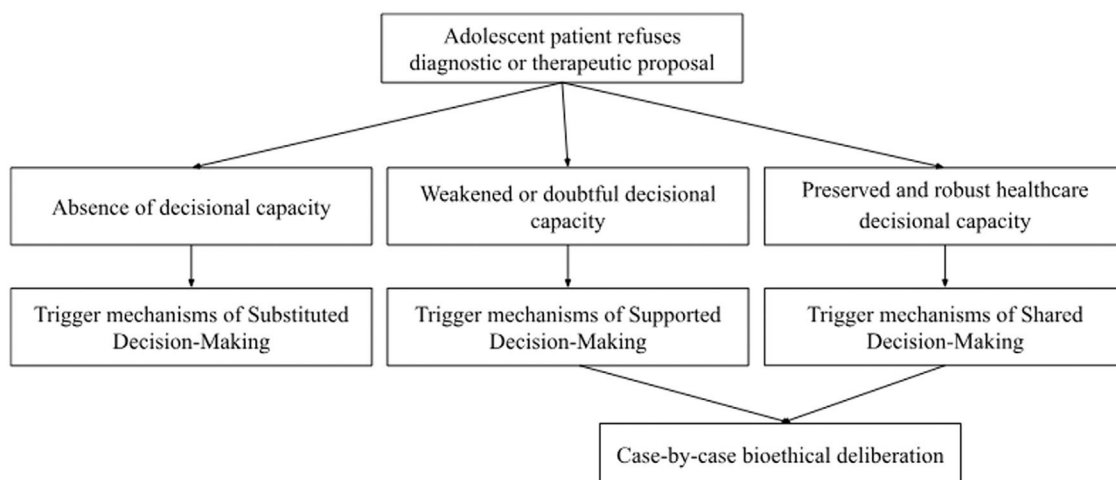 Adolescent patient refuses
diagnostic or therapeutic proposal
Absence of decisional capacity
Weakened or doubtful decisional
capacity
Preserved and robust healthcare
decisional capacity
Trigger mechanisms of Substituted
Decision-Making
Trigger mechanisms of Supported
Decision-Making
Trigger mechanisms of Shared
Decision-Making
Case-by-case bioethical deliberation